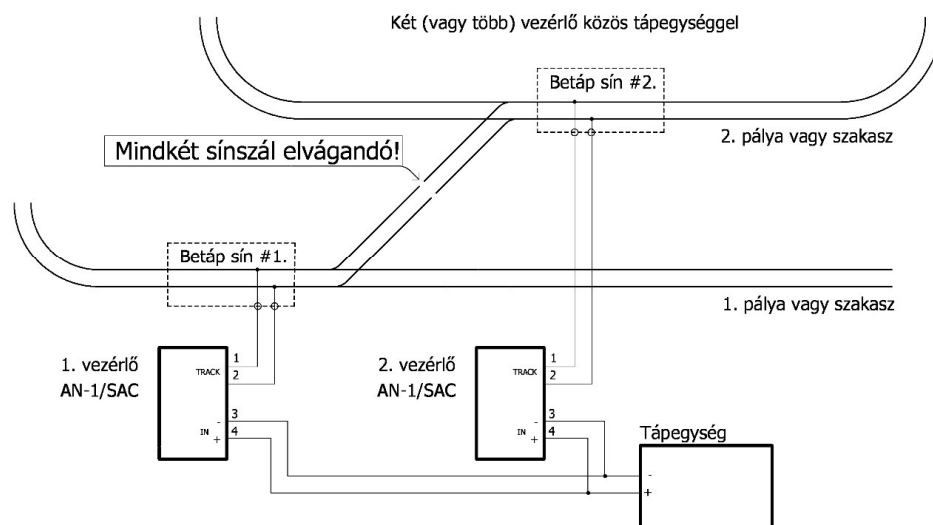 Két (vagy több) vezérlő közös tápegységgel
Betáp sín #2.
2. pálya vagy szakasz
Mindkét sínszál elvágandó!
Betáp sín #1.
1. pálya vagy szakasz
1. vezérlő
AN-1/SAC
TRACK
1
2
IN
-
+
3
4
2. vezérlő
AN-1/SAC
TRACK
1
2
IN
-
+
3
4
Tápegység
-
+